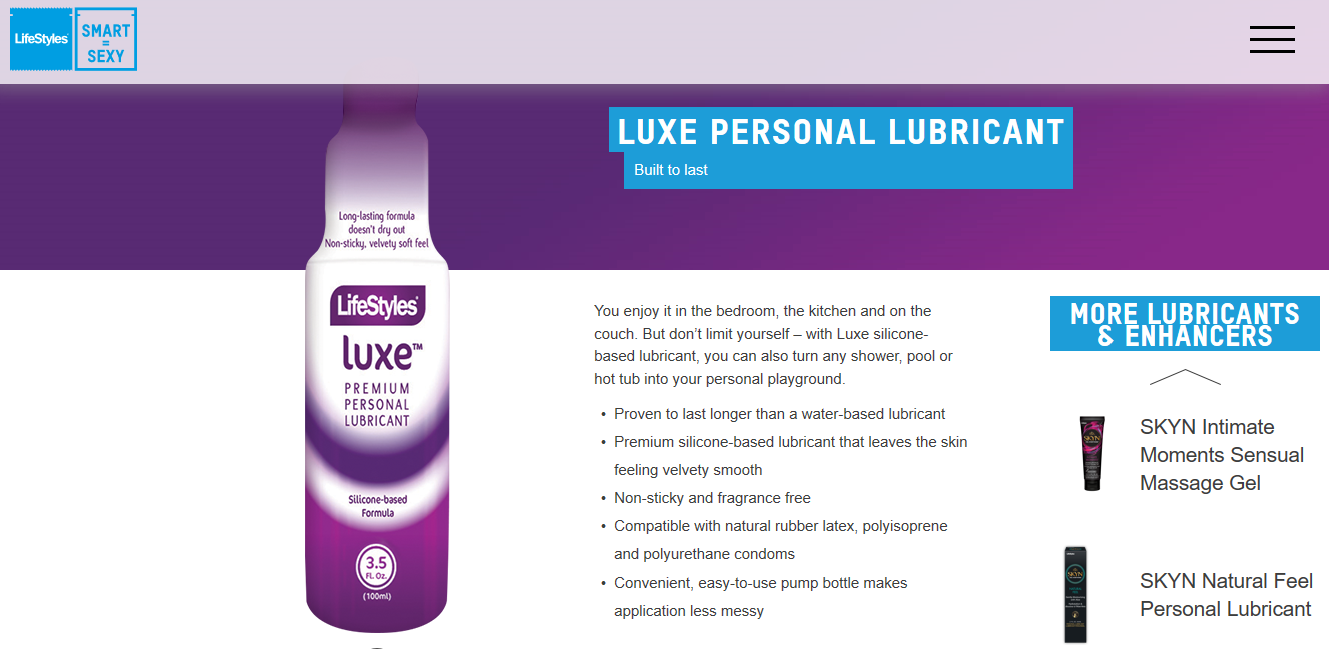 LifeStyles
SMART
=
SEXY
LUXE PERSONAL LUBRICANT
Built to last
Long-lasting formula
doesn't dry out
Non-sticky, velvety soft feel
LifeStyles®
luxe™
PREMIUM
PERSONAL
LUBRICANT
Silicone-based
Formula
3.5
Fl. Oz.
(100ml)
You enjoy it in the bedroom, the kitchen and on the
couch. But don’t limit yourself – with Luxe silicone-
based lubricant, you can also turn any shower, pool or
hot tub into your personal playground.
• Proven to last longer than a water-based lubricant
• Premium silicone-based lubricant that leaves the skin
feeling velvety smooth
• Non-sticky and fragrance free
• Compatible with natural rubber latex, polyisoprene
and polyurethane condoms
• Convenient, easy-to-use pump bottle makes
application less messy
MORE LUBRICANTS
& ENHANCERS
SKYN
SKYN Intimate
Moments Sensual
Massage Gel
SKYN
SKYN Natural Feel
Personal Lubricant